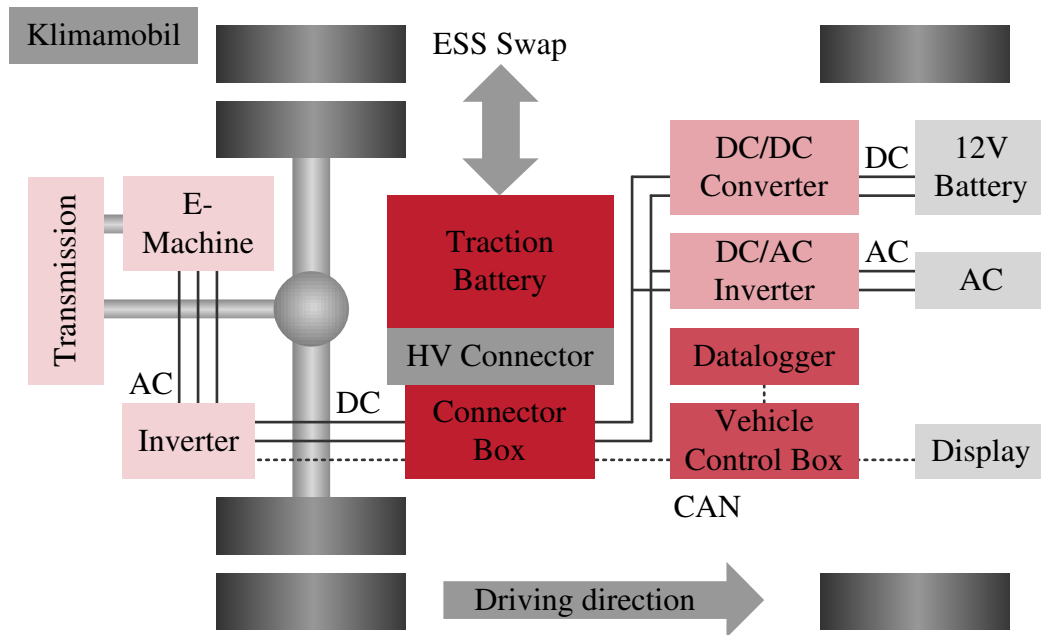 Klimamobil
ESS Swap
DC/DC
Converter
DC
12V
Battery
E-
Machine
Transmission
Traction
Battery
DC/AC
Inverter
AC
AC
HV Connector
Datalogger
AC
DC
Inverter
Connector
Box
Vehicle
Control Box
Display
CAN
Driving direction